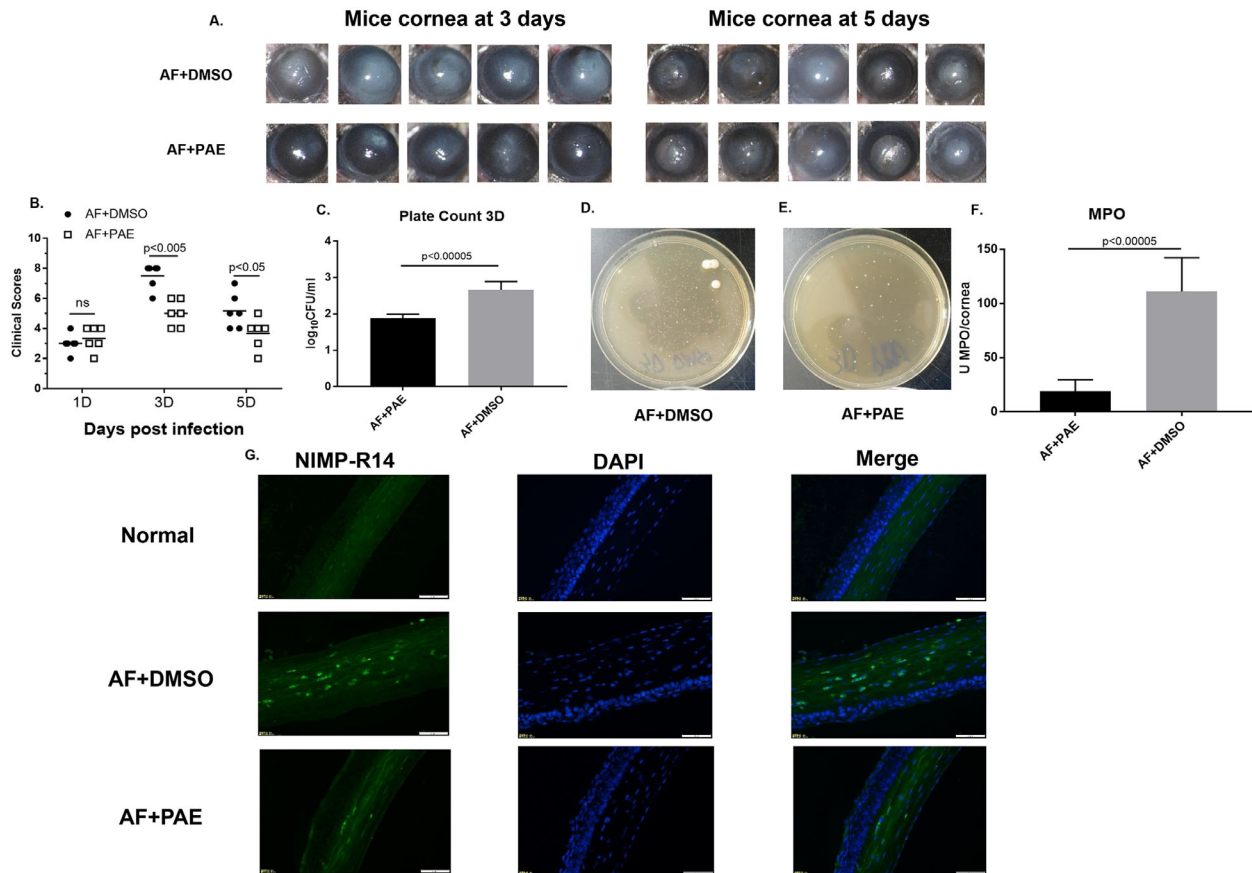 A.
Mice cornea at 3 days
Mice cornea at 5 days
AF+DMSO
AF+PAE
B.
AF+DMSO
AF+PAE
Clinical Scores
10
8
6
4
2
0
ns
p<0.005
p<0.05
1D
3D
5D
Days post infection
C.
Plate Count 3D
log10CFU/ml
4
3
2
1
0
p<0.00005
AF+PAE
AF+DMSO
D.
AF+DMSO
E.
AF+PAE
F.
MPO
U MPO/cornea
150
100
50
0
p<0.00005
AF+PAE
AF+DMSO
G.
NIMP-R14
DAPI
Merge
Normal
AF+DMSO
AF+PAE